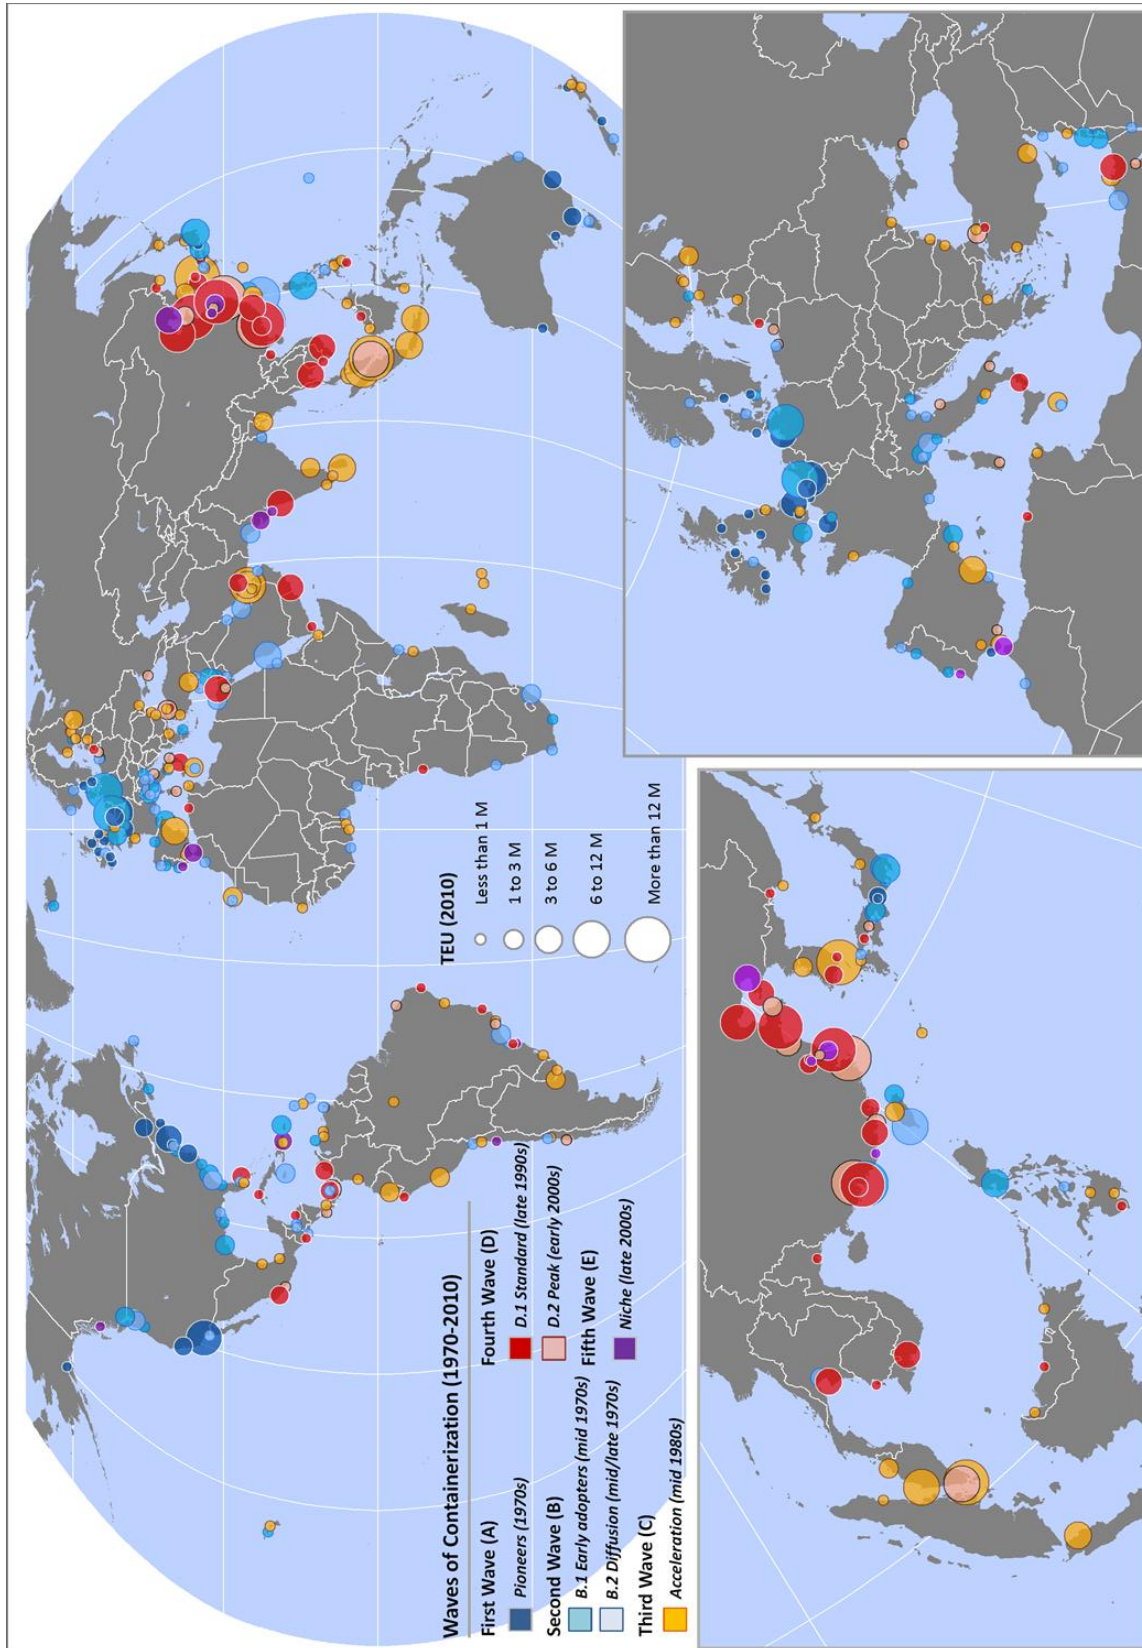 Waves of Containerization (1970-2010)
First Wave (A)
Pioneers (1970s)
Second Wave (B)
B.1 Early adopters (mid 1970s)
B.2 Diffusion (mid/late 1970s)
Third Wave (C)
Acceleration (mid 1980s)
Fourth Wave (D)
D.1 Standard (late 1990s)
D.2 Peak (early 2000s)
Fifth Wave (E)
Niche (late 2000s)
TEU (2010)
Less than 1 M
1 to 3 M
3 to 6 M
6 to 12 M
More than 12 M